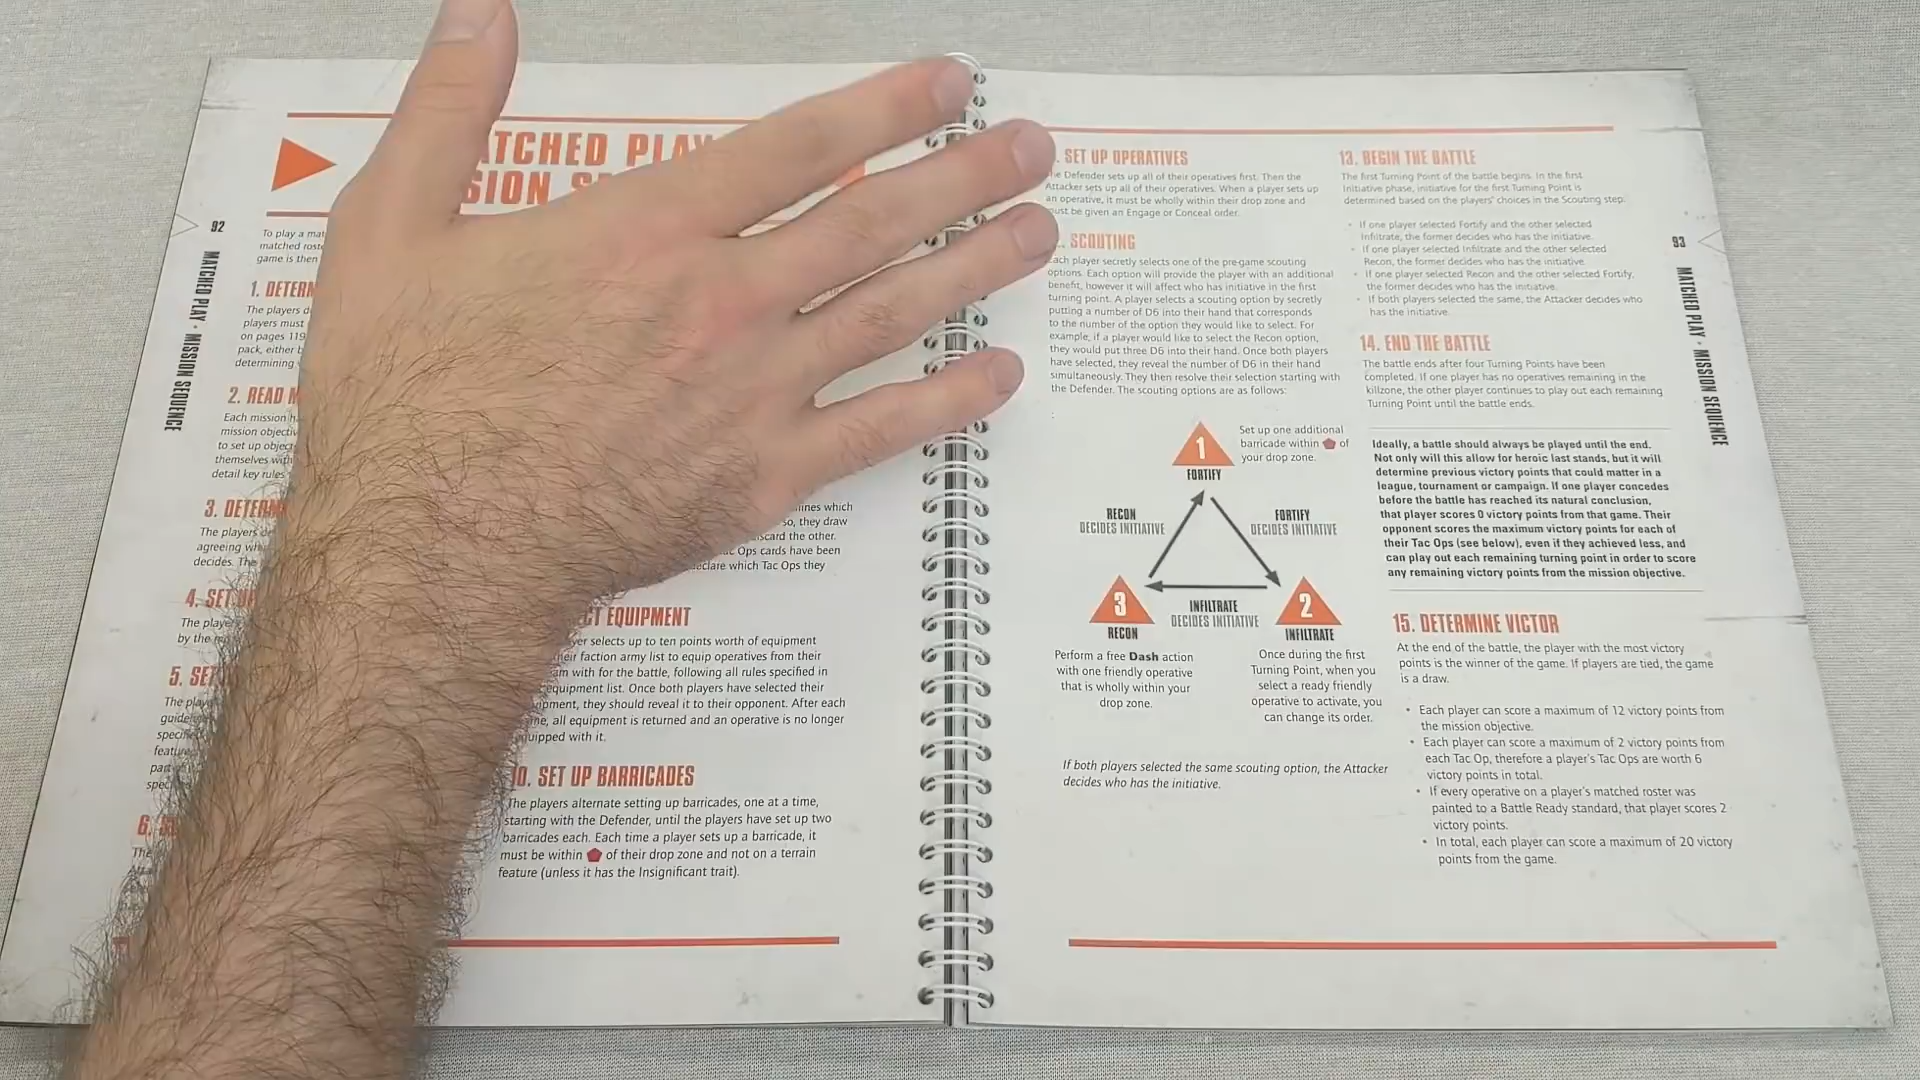 92
MATCHED PLAY - MISSION SEQUENCE
ATCHED PLAY
SION
To play a mat
matched rost
game is then
1. DETERM
The players d
players must
on pages 119
pack, either b
determining
2. READ M
Each mission h
mission objectiv
to set up object
themselves with
detail key rules
3. DETERM
The players de
agreeing wh
decides. The
4. SET UP
The playe
by the m
5. SET
The play
guide
speci
featu
part
spec
6.
The
which
so, they draw
discard the other.
Tac Ops cards have been
declare which Tac Ops they
CT EQUIPMENT
yer selects up to ten points worth of equipment
heir faction army list to equip operatives from their
am with for the battle, following all rules specified in
equipment list. Once both players have selected their
ipment, they should reveal it to their opponent. After each
me, all equipment is returned and an operative is no longer
quipped with it.
10. SET UP BARRICADES
The players alternate setting up barricades, one at a time,
starting with the Defender, until the players have set up two
barricades each. Each time a player sets up a barricade, it
must be within of their drop zone and not on a terrain
feature (unless it has the Insignificant trait).
. SET UP OPERATIVES
he Defender sets up all of their operatives first. Then the
Attacker sets up all of their operatives. When a player sets up
an operative, it must be wholly within their drop zone and
must be given an Engage or Conceal order.
. SCOUTING
Each player secretly selects one of the pre-game scouting
options. Each option will provide the player with an additional
benefit, however it will affect who has initiative in the first
turning point. A player selects a scouting option by secretly
putting a number of D6 into their hand that corresponds
to the number of the option they would like to select. For
example, if a player would like to select the Recon option,
they would put three D6 into their hand. Once both players
have selected, they reveal the number of D6 in their hand
simultaneously. They then resolve their selection starting with
the Defender. The scouting options are as follows:
1
FORTIFY
Set up one additional
barricade within of
your drop zone.
RECON
DECIDES INITIATIVE
FORTIFY
DECIDES INITIATIVE
3
RECON
INFILTRATE
DECIDES INITIATIVE
2
INFILTRATE
Perform a free Dash action
with one friendly operative
that is wholly within your
drop zone.
Once during the first
Turning Point, when you
select a ready friendly
operative to activate, you
can change its order.
If both players selected the same scouting option, the Attacker
decides who has the initiative.
13. BEGIN THE BATTLE
The first Turning Point of the battle begins. In the first
Initiative phase, initiative for the first Turning Point is
determined based on the players' choices in the Scouting step:
• If one player selected Fortify and the other selected
Infiltrate, the former decides who has the initiative.
• If one player selected Infiltrate and the other selected
Recon, the former decides who has the initiative.
• If one player selected Recon and the other selected Fortify,
the former decides who has the initiative.
• If both players selected the same, the Attacker decides who
has the initiative.
14. END THE BATTLE
The battle ends after four Turning Points have been
completed. If one player has no operatives remaining in the
killzone, the other player continues to play out each remaining
Turning Point until the battle ends.
Ideally, a battle should always be played until the end.
Not only will this allow for heroic last stands, but it will
determine previous victory points that could matter in a
league, tournament or campaign. If one player concedes
before the battle has reached its natural conclusion,
that player scores 0 victory points from that game. Their
opponent scores the maximum victory points for each of
their Tac Ops (see below), even if they achieved less, and
can play out each remaining turning point in order to score
any remaining victory points from the mission objective.
15. DETERMINE VICTOR
At the end of the battle, the player with the most victory
points is the winner of the game. If players are tied, the game
is a draw.
• Each player can score a maximum of 12 victory points from
the mission objective.
• Each player can score a maximum of 2 victory points from
each Tac Op, therefore a player's Tac Ops are worth 6
victory points in total.
• If every operative on a player's matched roster was
painted to a Battle Ready standard, that player scores 2
victory points.
• In total, each player can score a maximum of 20 victory
points from the game.
93
MATCHED PLAY - MISSION SEQUENCE